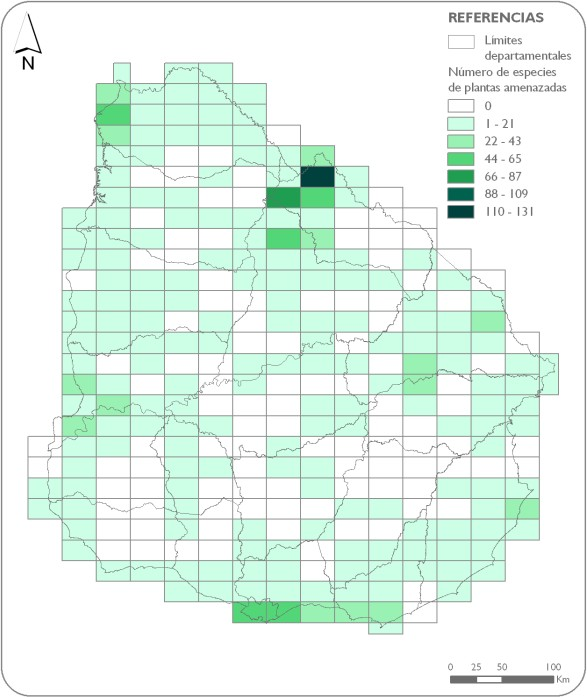 N
REFERENCIAS
Límites
departamentales
Número de especies
de plantas amenazadas
0
1 - 21
22 - 43
44 - 65
66 - 87
88 - 109
110 - 131
0 25 50 100
Km